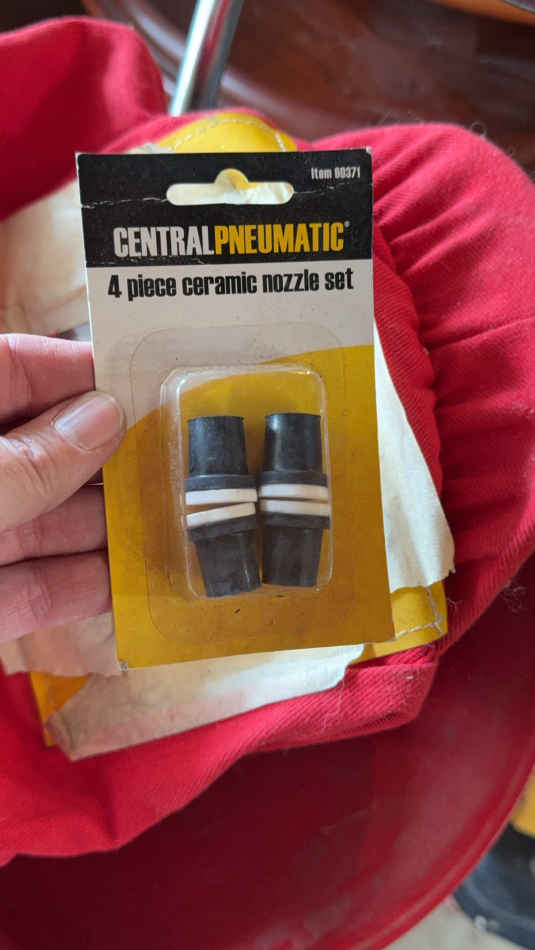 Item 60371
CENTRALPNEUMATIC®
4 piece ceramic nozzle set